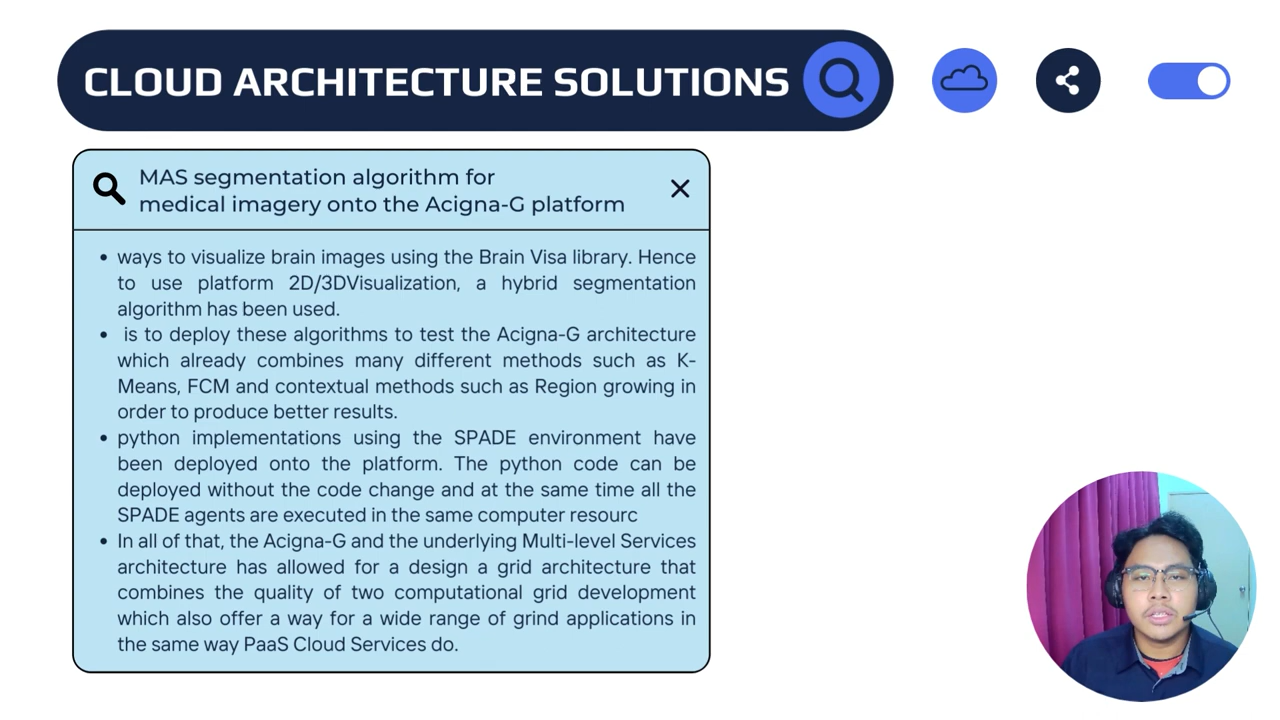 CLOUD ARCHITECTURE SOLUTIONS
MAS segmentation algorithm for
medical imagery onto the Acigna-G platform
• ways to visualize brain images using the Brain Visa library. Hence
to use platform 2D/3DVisualization, a hybrid segmentation
algorithm has been used.
• is to deploy these algorithms to test the Acigna-G architecture
which already combines many different methods such as K-
Means, FCM and contextual methods such as Region growing in
order to produce better results.
• python implementations using the SPADE environment have
been deployed onto the platform. The python code can be
deployed without the code change and at the same time all the
SPADE agents are executed in the same computer resourc
• In all of that, the Acigna-G and the underlying Multi-level Services
architecture has allowed for a design a grid architecture that
combines the quality of two computational grid development
which also offer a way for a wide range of grind applications in
the same way PaaS Cloud Services do.